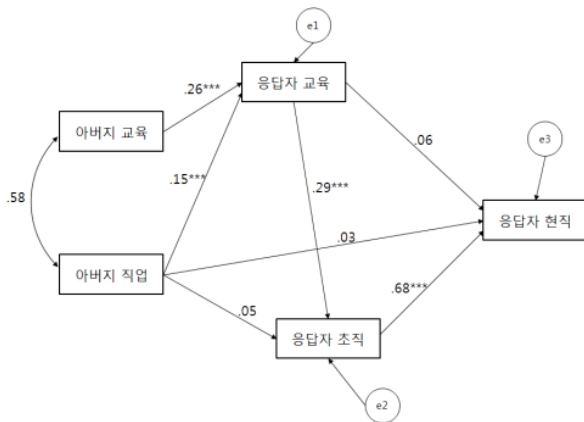 e1
응답자 교육
.26***
아버지 교육
.06
e3
.15***
.58
.29***
응답자 현직
.03
아버지 직업
.68***
.05
응답자 초직
e2